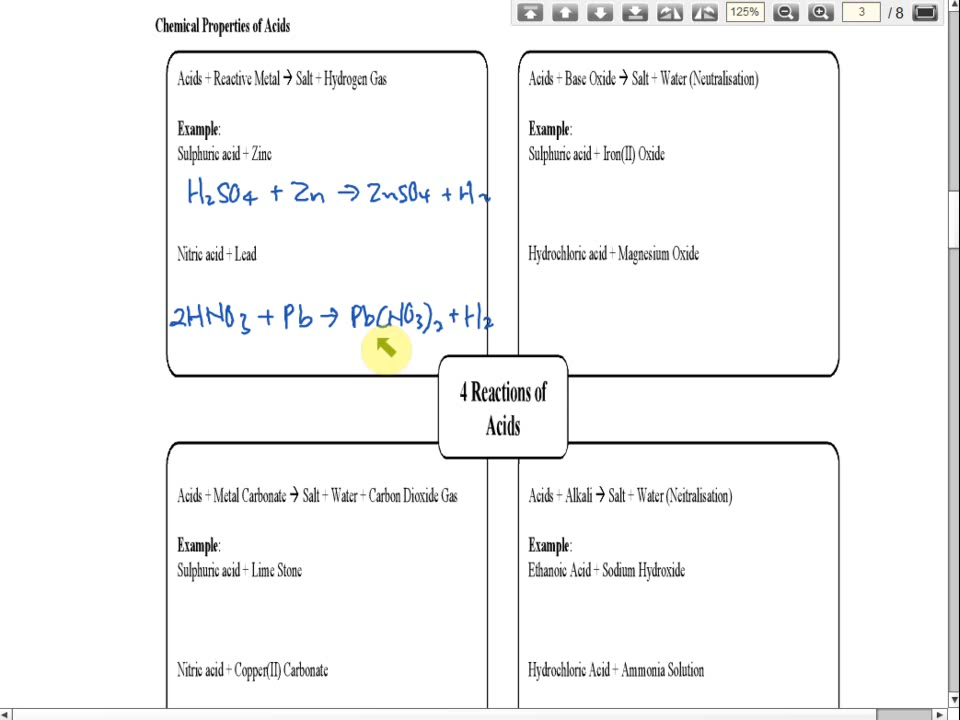 125%
3
/ 8
Chemical Properties of Acids
Acids + Reactive Metal → Salt + Hydrogen Gas
Example:
Sulphuric acid + Zinc
H₂SO₄ + Zn → ZnSO₄ + H₂
Nitric acid + Lead
2HNO₃ + Pb → Pb(NO₃)₂ + H₂
Acids + Base Oxide → Salt + Water (Neutralisation)
Example:
Sulphuric acid + Iron(II) Oxide
Hydrochloric acid + Magnesium Oxide
4 Reactions of
Acids
Acids + Metal Carbonate → Salt + Water + Carbon Dioxide Gas
Example:
Sulphuric acid + Lime Stone
Nitric acid + Copper(II) Carbonate
Acids + Alkali → Salt + Water (Neitralisation)
Example:
Ethanoic Acid + Sodium Hydroxide
Hydrochloric Acid + Ammonia Solution